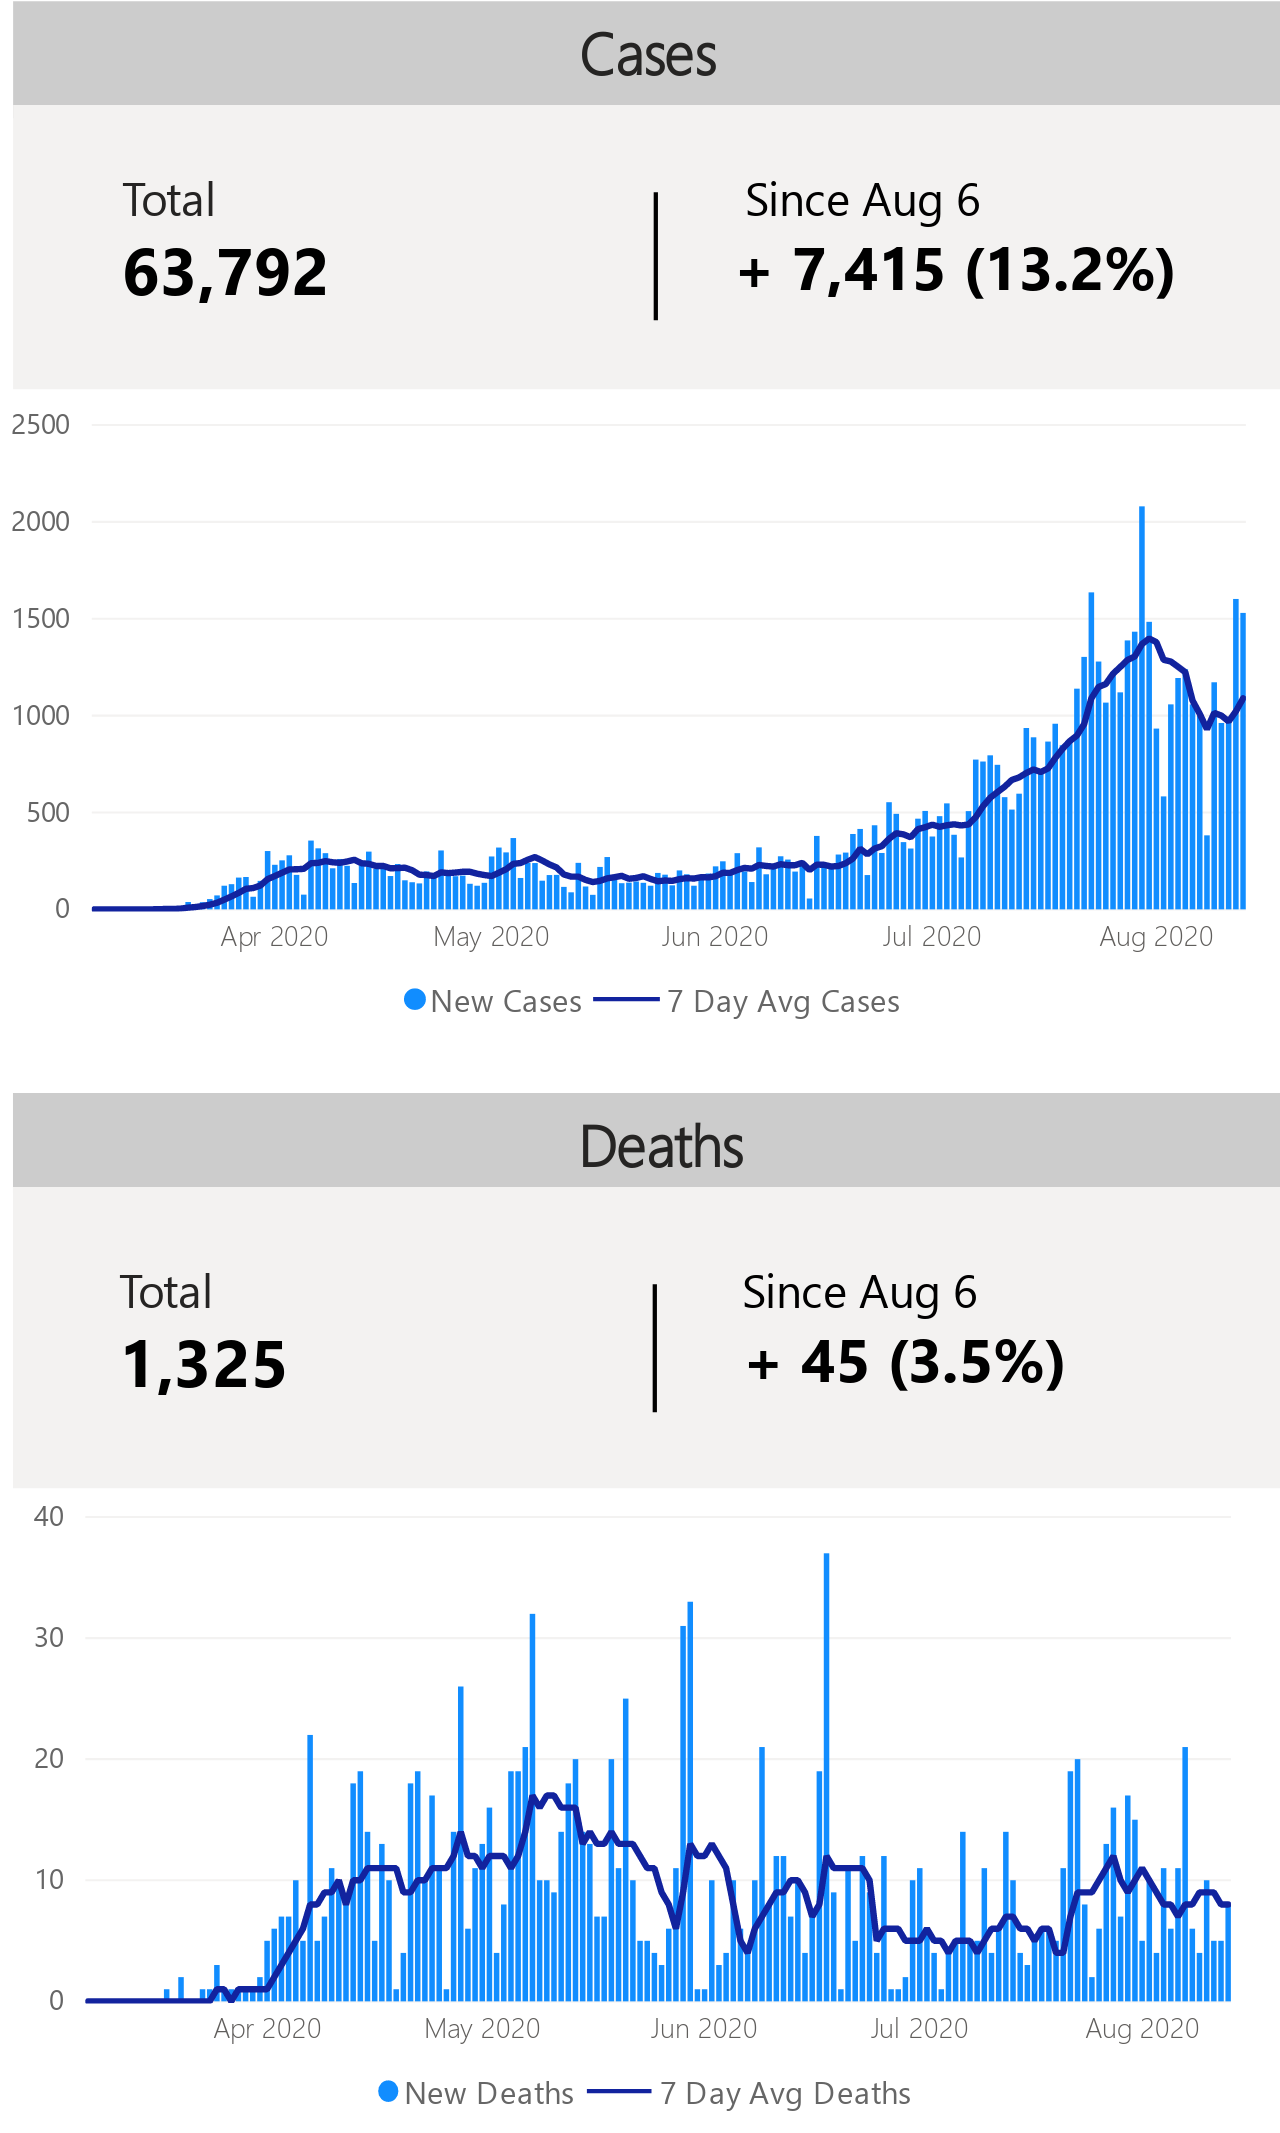 Cases
Total
Since Aug 6
63,792
+ 7,415 (13.2%)
2500
2000
1500
1000
500
0
Apr 2020 May 2020 Jun 2020 Jul 2020 Aug 2020
New Cases 7 Day Avg Cases
Deaths
Total
Since Aug 6
1,325
+ 45 (3.5%)
40
30
20
10
0
Apr 2020 May 2020 Jun 2020 Jul 2020 Aug 2020
New Deaths 7 Day Avg Deaths